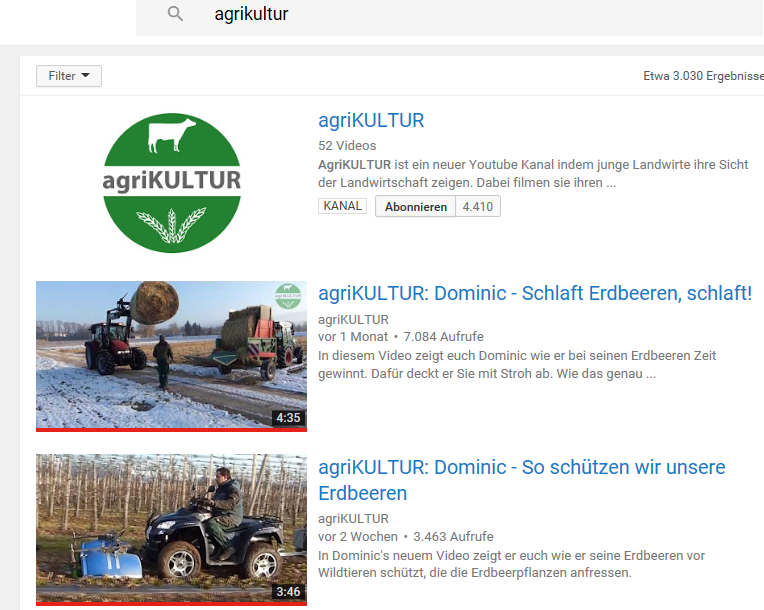 agrikultur
Filter
Etwa 3.030 Ergebnisse
agriKULTUR
agriKULTUR
52 Videos
AgriKULTUR ist ein neuer Youtube Kanal indem junge Landwirte ihre Sicht
der Landwirtschaft zeigen. Dabei filmen sie ihren ...
KANAL Abonnieren 4.410
agriKULTUR: Dominic - Schlaft Erdbeeren, schlaft!
agriKULTUR
vor 1 Monat • 7.084 Aufrufe
In diesem Video zeigt euch Dominic wie er bei seinen Erdbeeren Zeit
gewinnt. Dafür deckt er Sie mit Stroh ab. Wie das genau ...
4:35
agriKULTUR: Dominic - So schützen wir unsere
Erdbeeren
agriKULTUR
vor 2 Wochen • 3.463 Aufrufe
In Dominic's neuem Video zeigt er euch wie er seine Erdbeeren vor
Wildtieren schützt, die die Erdbeerpflanzen anfressen.
3:46